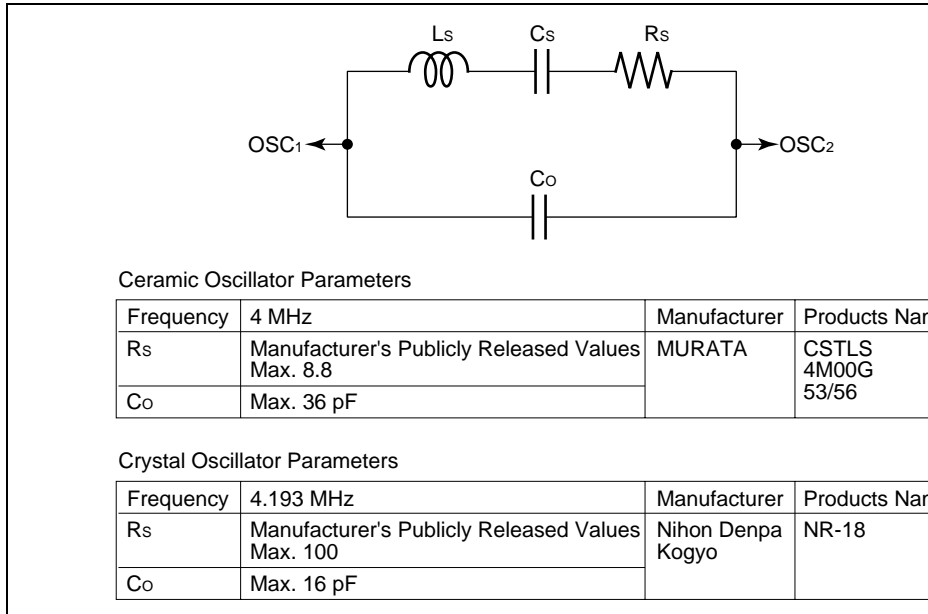 Ls Cs Rs
OSC1 OSC2
Co
Ceramic Oscillator Parameters
Frequency 4 MHz Manufacturer Products Nar
Rs Manufacturer's Publicly Released Values MURATA CSTLS
Max. 8.8 4M00G
53/56
Co Max. 36 pF
Crystal Oscillator Parameters
Frequency 4.193 MHz Manufacturer Products Nar
Rs Manufacturer's Publicly Released Values Nihon Denpa NR-18
Max. 100 Kogyo
Co Max. 16 pF